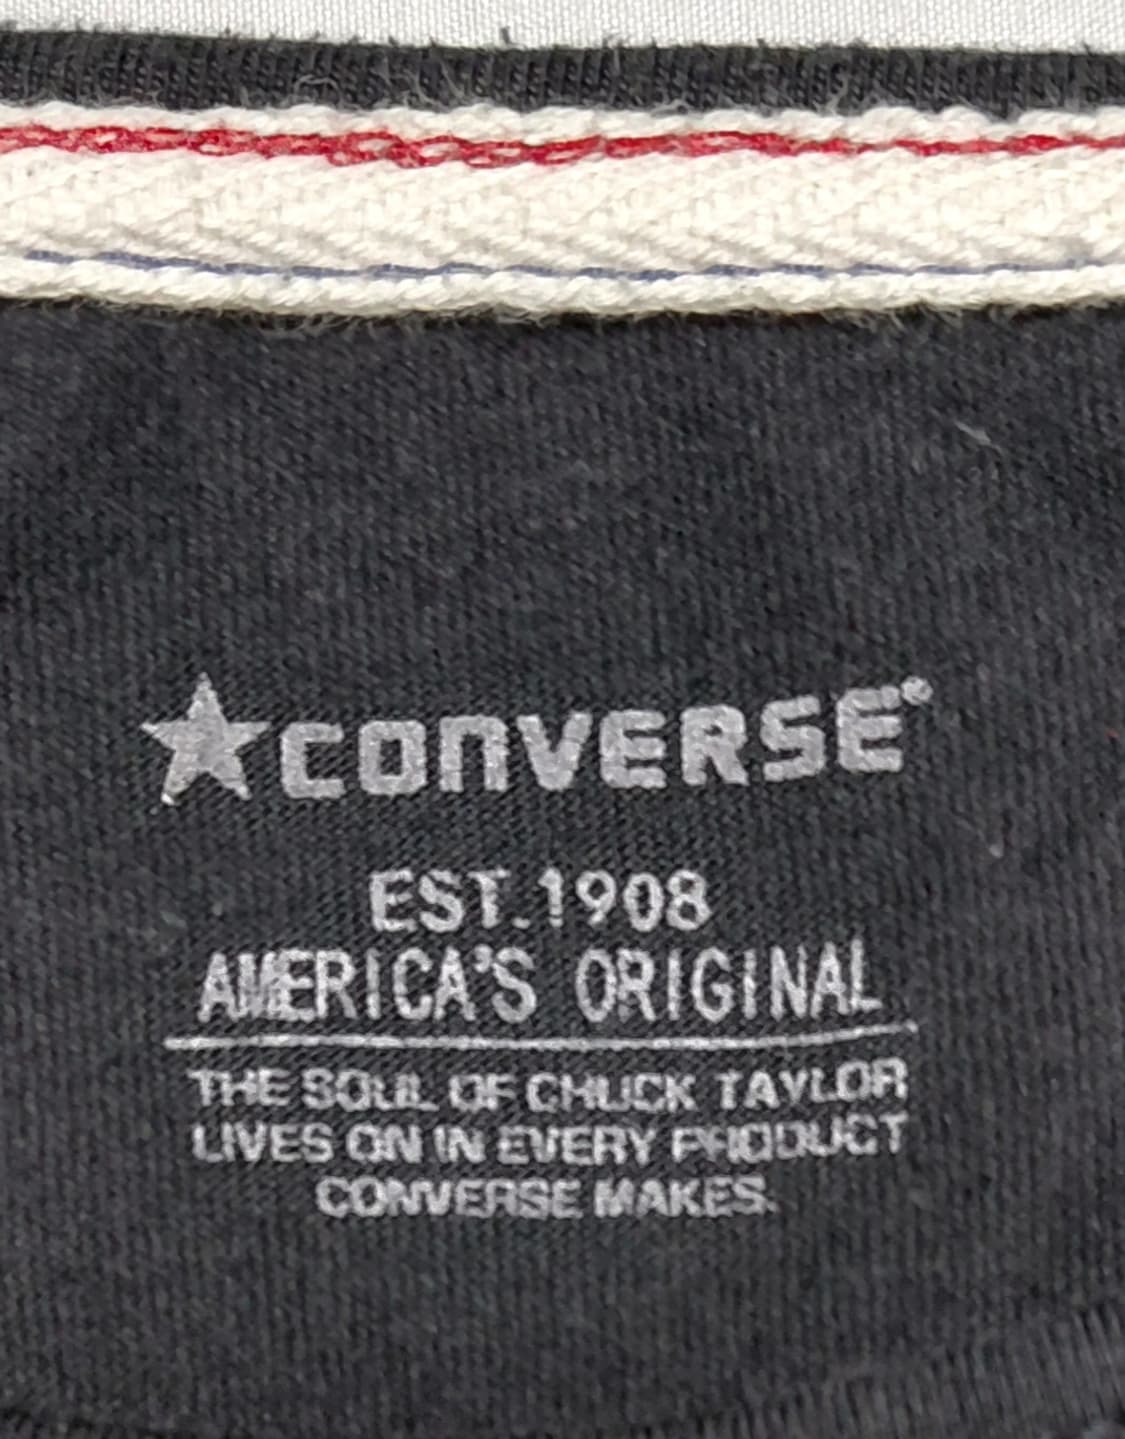 CONVERSE®
EST.1908
AMERICA'S ORIGINAL
THE SOUL OF CHUCK TAYLOR
LIVES ON IN EVERY PRODUCT
CONVERSE MAKES.